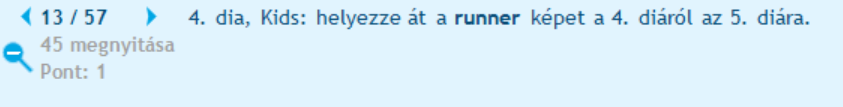 13 / 57 4. dia, Kids: helyezze át a runner képet a 4. diáról az 5. diára.
45 megnyitása
Pont: 1